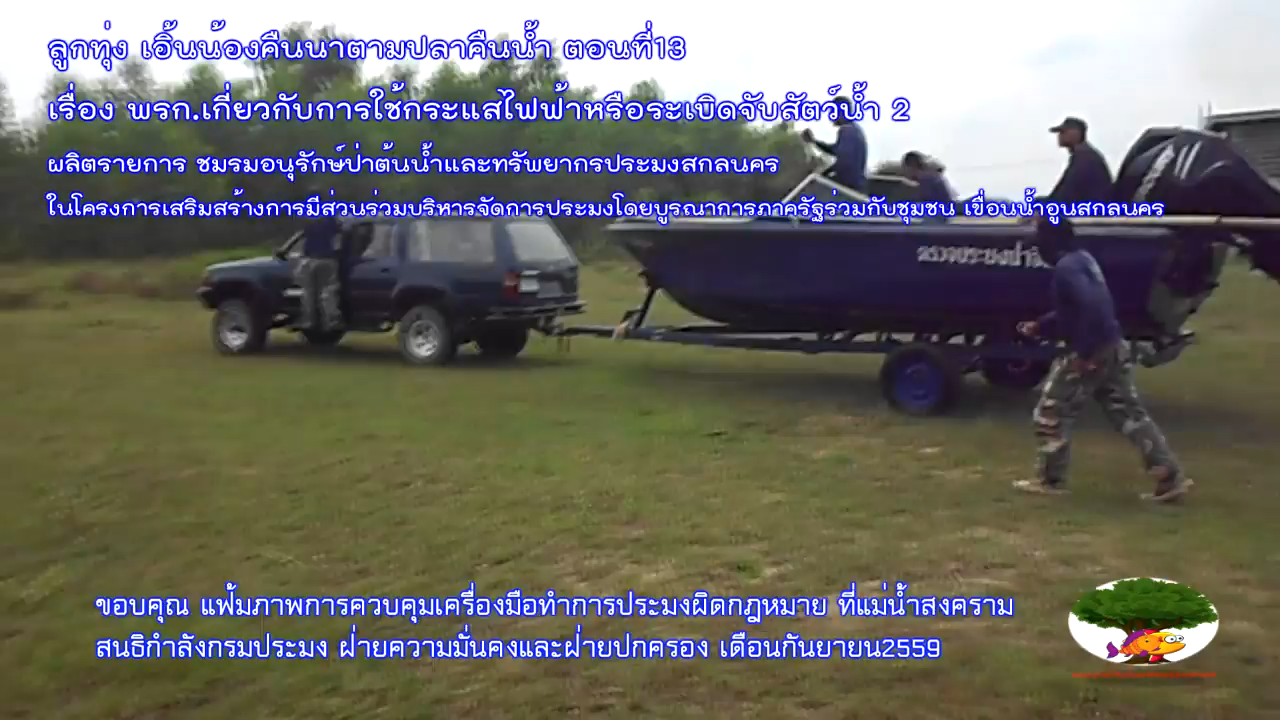 ลูกทุ่ง เอิ้นน้องคืนนาตามปลาคืนน้ำ ตอนที่13
เรื่อง พรก.เกี่ยวกับการใช้กระแสไฟฟ้าหรือระเบิดจับสัตว์น้ำ 2
ผลิตรายการ ชมรมอนุรักษ์ป่าต้นน้ำและทรัพยากรประมงสกลนคร
ในโครงการเสริมสร้างการมีส่วนร่วมบริหารจัดการประมงโดยบูรณาการภาครัฐร่วมกับชุมชน เขื่อนน้ำอูนสกลนคร
ขอบคุณ แฟ้มภาพการควบคุมเครื่องมือทำการประมงผิดกฎหมาย ที่แม่น้ำสงคราม
สนธิกำลังกรมประมง ฝ่ายความมั่นคงและฝ่ายปกครอง เดือนกันยายน2559